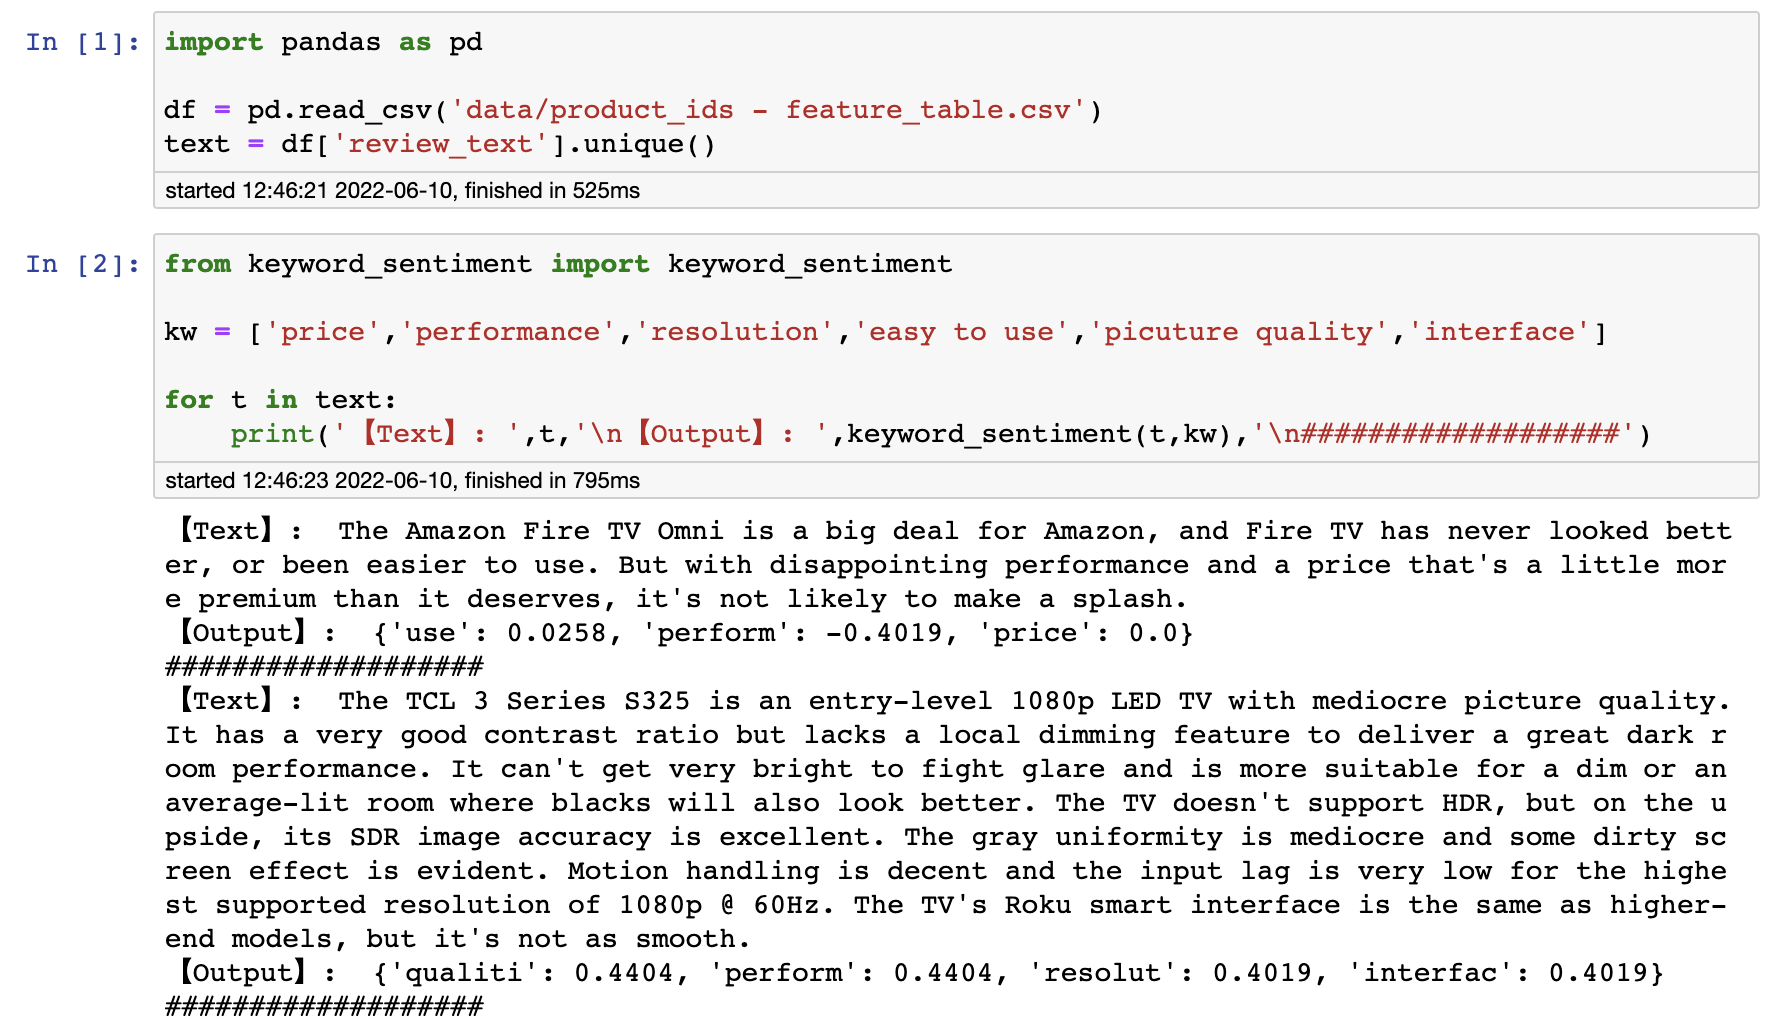 In [1]: import pandas as pd
df = pd.read_csv('data/product_ids - feature_table.csv')
text = df['review_text'].unique()
started 12:46:21 2022-06-10, finished in 525ms
In [2]: from keyword_sentiment import keyword_sentiment
kw = ['price','performance','resolution','easy to use','picuture quality','interface']
for t in text:
    print('【Text】: ',t,'\n【Output】: ',keyword_sentiment(t,kw),'\n###################')
started 12:46:23 2022-06-10, finished in 795ms
【Text】:  The Amazon Fire TV Omni is a big deal for Amazon, and Fire TV has never looked bett
er, or been easier to use. But with disappointing performance and a price that's a little mor
e premium than it deserves, it's not likely to make a splash.
【Output】:  {'use': 0.0258, 'perform': -0.4019, 'price': 0.0}
###################
【Text】:  The TCL 3 Series S325 is an entry-level 1080p LED TV with mediocre picture quality.
It has a very good contrast ratio but lacks a local dimming feature to deliver a great dark r
oom performance. It can't get very bright to fight glare and is more suitable for a dim or an
average-lit room where blacks will also look better. The TV doesn't support HDR, but on the u
pside, its SDR image accuracy is excellent. The gray uniformity is mediocre and some dirty sc
reen effect is evident. Motion handling is decent and the input lag is very low for the highe
st supported resolution of 1080p @ 60Hz. The TV's Roku smart interface is the same as higher-
end models, but it's not as smooth.
【Output】:  {'qualiti': 0.4404, 'perform': 0.4404, 'resolut': 0.4019, 'interfac': 0.4019}
###################